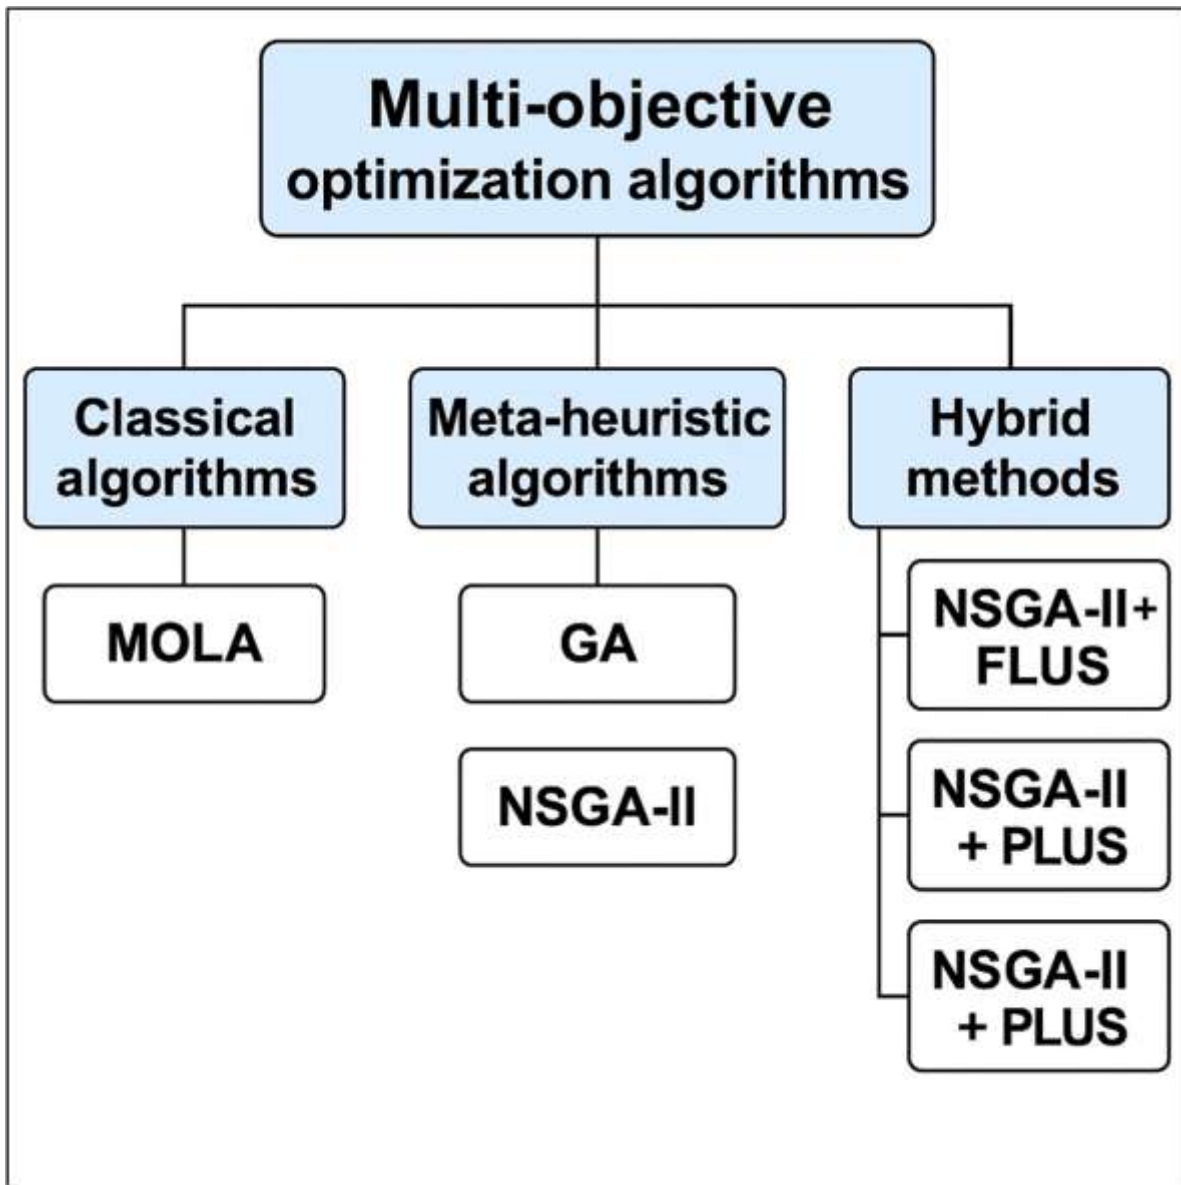 Multi-objective
optimization algorithms
Classical
algorithms
Meta-heuristic
algorithms
Hybrid
methods
MOLA
GA
NSGA-II
NSGA-II+
FLUS
NSGA-II
+ PLUS
NSGA-II
+ PLUS